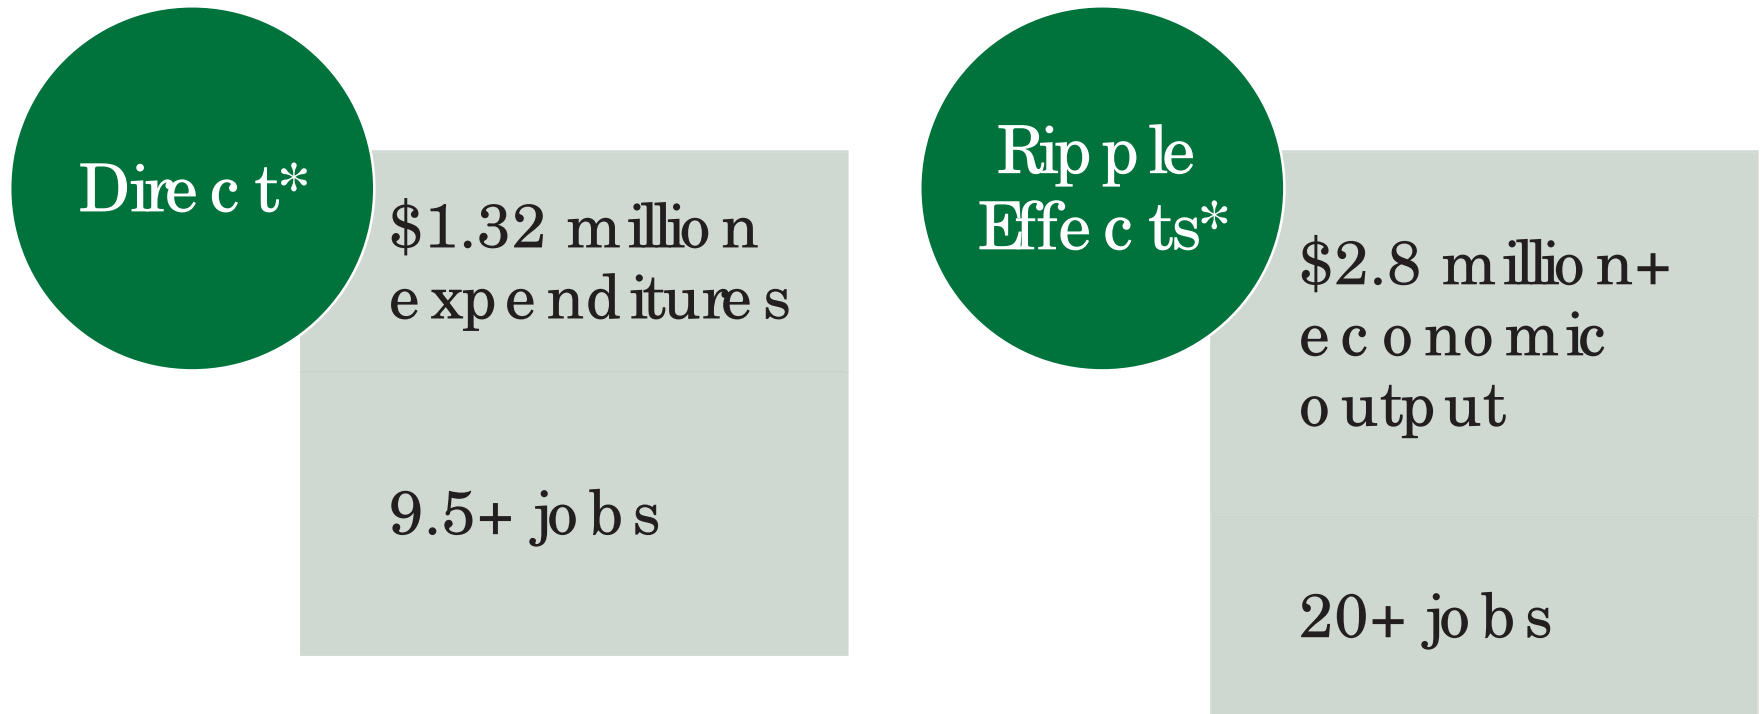 Direct*
$1.32 million
expenditures
9.5+ jobs
Ripple
Effects*
$2.8 million+
economic
output
20+ jobs